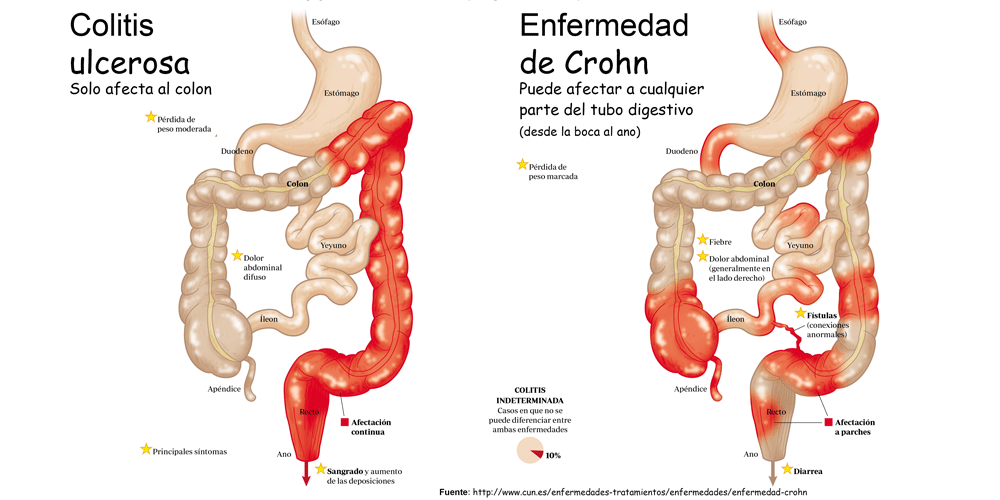 Colitis
ulcerosa
Solo afecta al colon
Pérdida de
peso moderada
Esófago
Estómago
Duodeno
Colon
Yeyuno
Dolor
abdominal
difuso
Íleon
Apéndice
Recto
Afectación
continua
Ano
Principales síntomas
Sangrado y aumento
de las deposiciones
Enfermedad
de Crohn
Puede afectar a cualquier
parte del tubo digestivo
(desde la boca al ano)
Pérdida de
peso marcada
Esófago
Estómago
Duodeno
Colon
Yeyuno
Fiebre
Dolor abdominal
(generalmente en
el lado derecho)
Íleon
Fístulas
(conexiones
anormales)
Apéndice
Recto
Afectación
a parches
Ano
Diarrea
COLITIS
INDETERMINADA
Casos en que no se
puede diferenciar entre
ambas enfermedades
10%
Fuente: http://www.cun.es/enfermedades-tratamientos/enfermedades/enfermedad-crohn